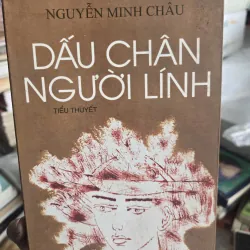 NGUYỄN MINH CHÂU
DẤU CHÂN
NGƯỜI LÍNH
TIỂU THUYẾT